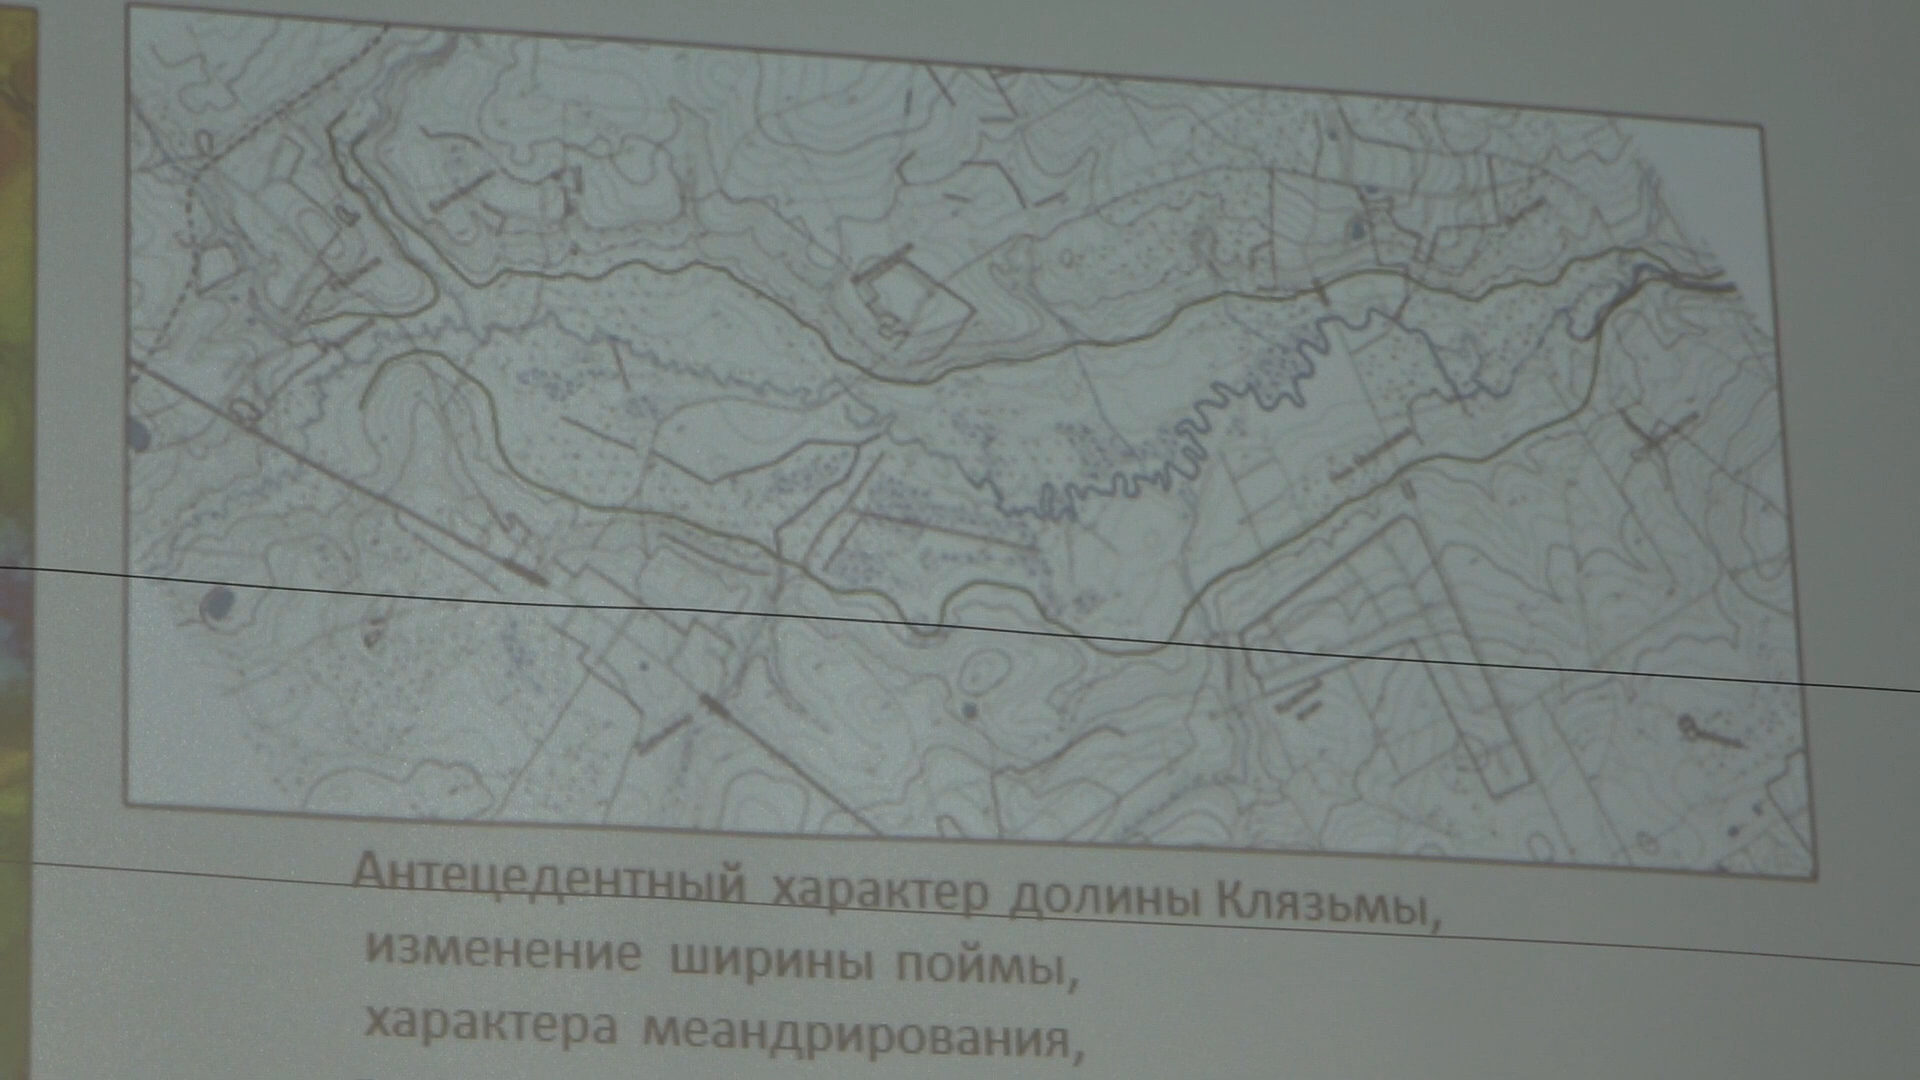 Антецедентный характер долины Клязьмы,
изменение ширины поймы,
характера меандрирования,